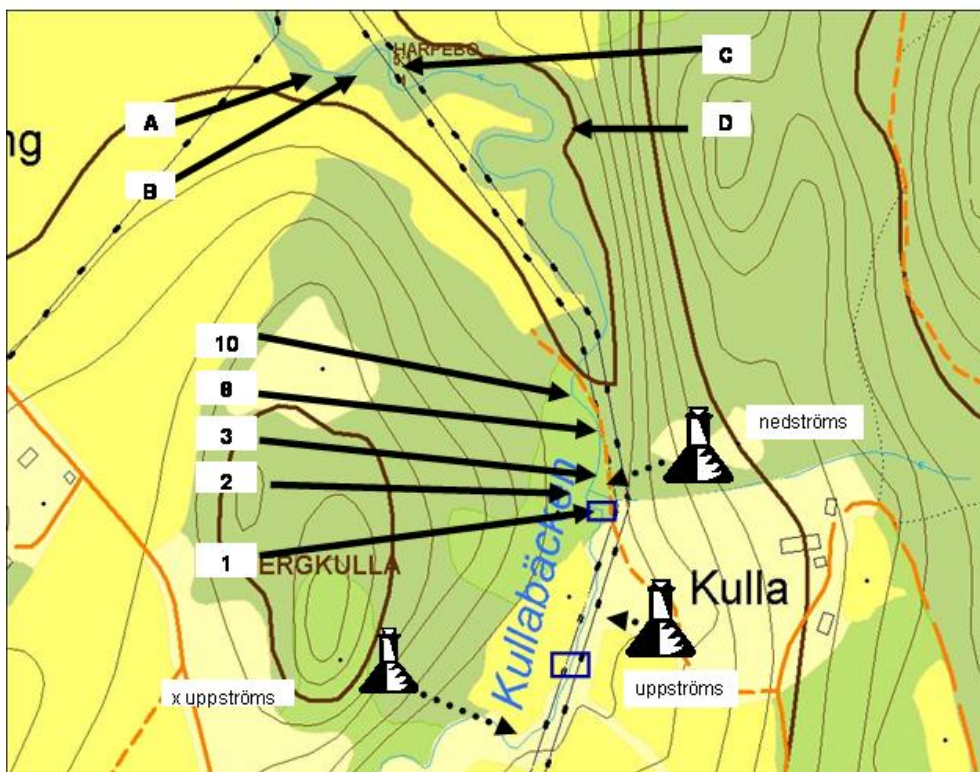 HARPEBO
C
A
D
ng
B
10
8
3
nedströms
2
1
ERGKULLA
Kullabäcken
Kulla
x uppströms
uppströms